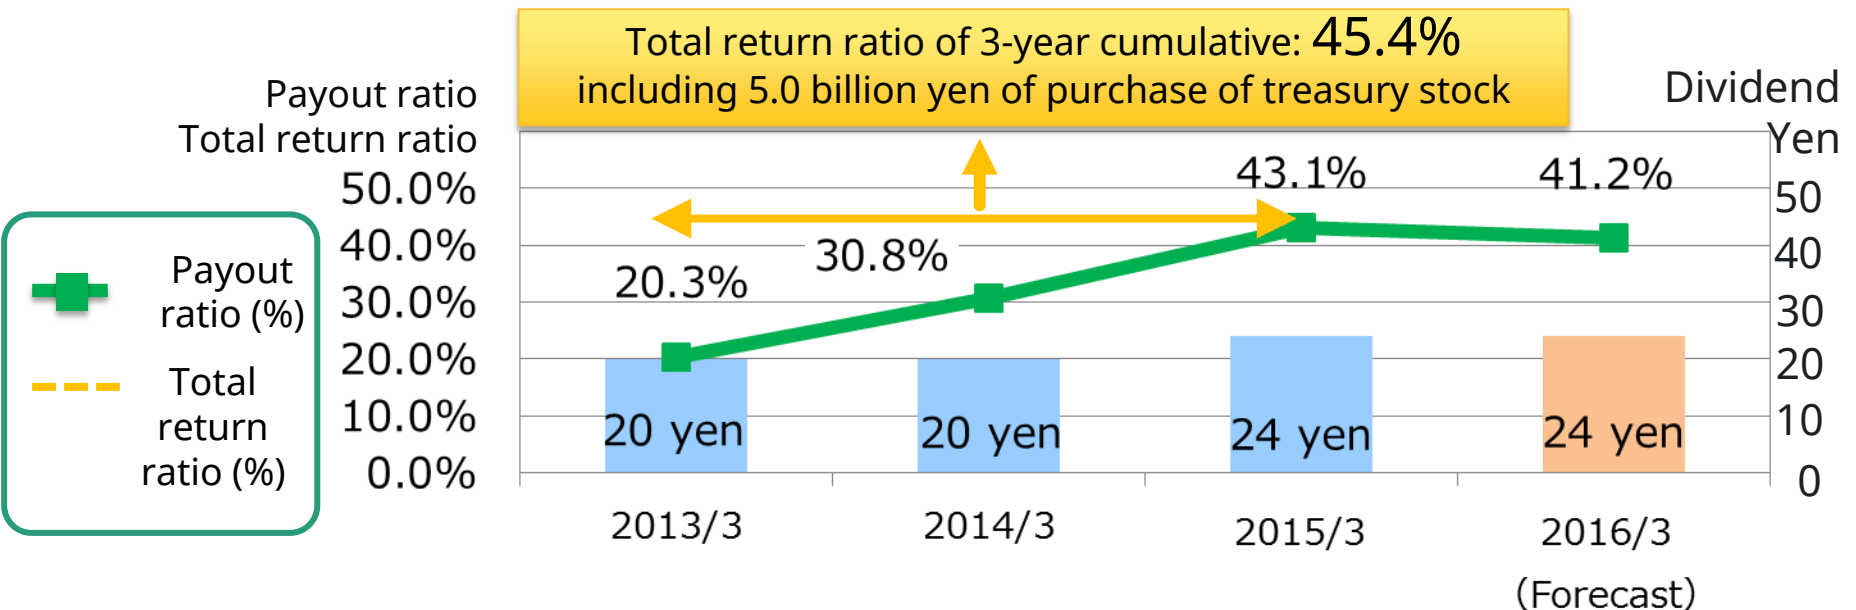 Total return ratio of 3-year cumulative: 45.4%
including 5.0 billion yen of purchase of treasury stock
Payout ratio
Total return ratio
Dividend
Yen
50.0%
40.0%
30.0%
20.0%
10.0%
0.0%
Payout
ratio (%)
Total
return
ratio (%)
20.3%
30.8%
43.1%
41.2%
20 yen
20 yen
24 yen
24 yen
50
40
30
20
10
0
2013/3
2014/3
2015/3
2016/3
(Forecast)